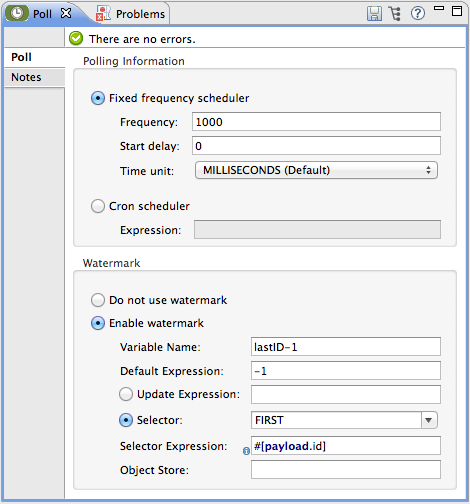 Poll Problems
There are no errors.
Poll
Notes
Polling Information
Fixed frequency scheduler
Frequency: 1000
Start delay: 0
Time unit: MILLISECONDS (Default)
Cron scheduler
Expression:
Watermark
Do not use watermark
Enable watermark
Variable Name: lastID-1
Default Expression: -1
Update Expression:
Selector: FIRST
Selector Expression: #[payload.id]
Object Store: